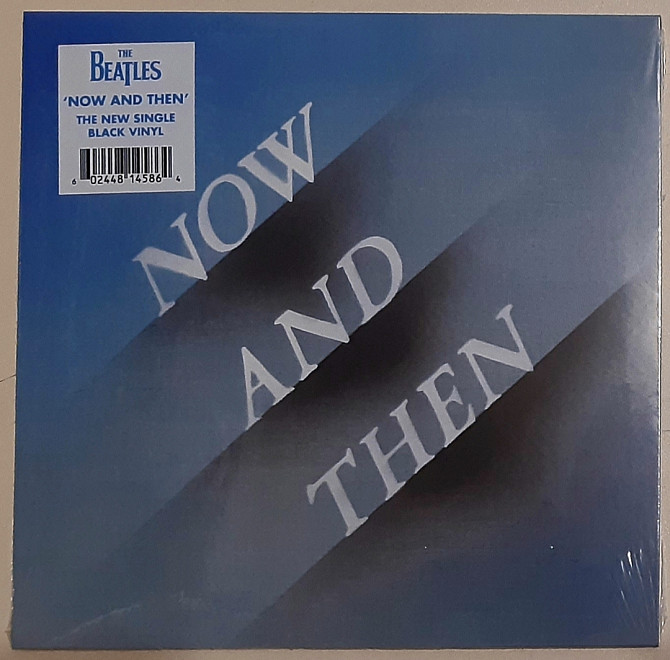 THE
BEATLES
'NOW AND THEN'
THE NEW SINGLE
BLACK VINYL
6 02448 14586 4
NOW
AND
THEN